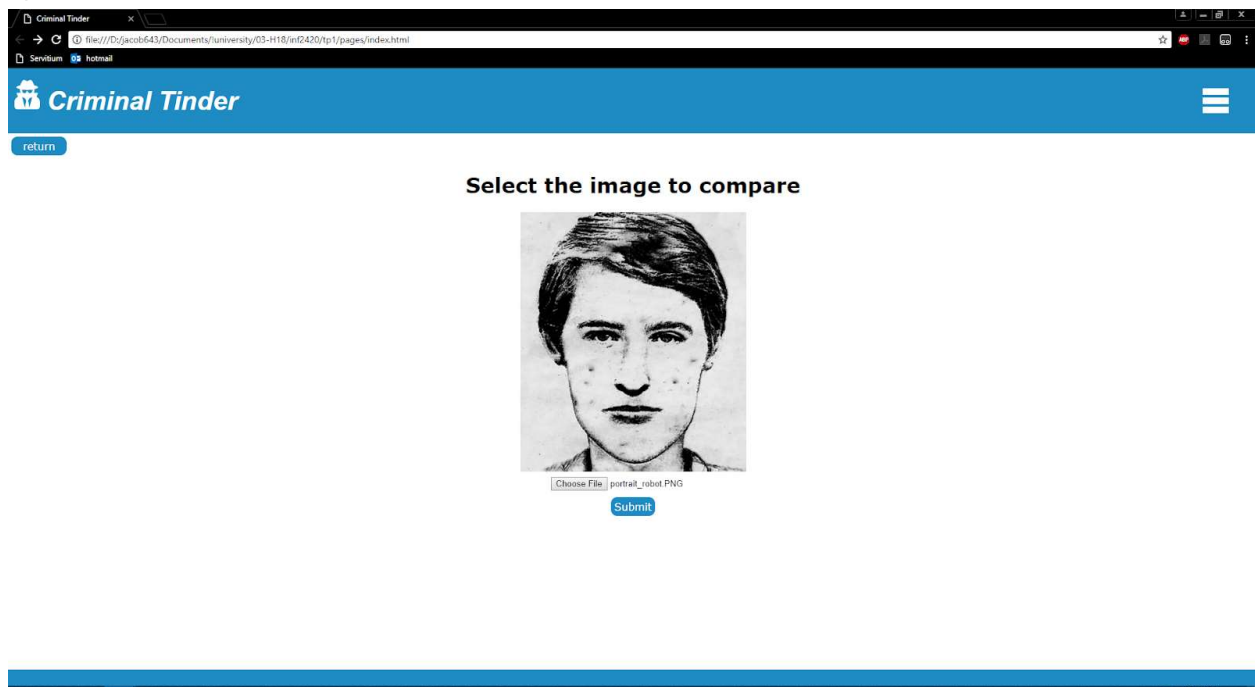 Criminal Tinder
file:///D:/jacob643/Documents/!university/03-H18/inf2420/tp1/pages/index.html
ABP
Servitium hotmail
Criminal Tinder
return
Select the image to compare
Choose File portrait_robot.PNG
Submit